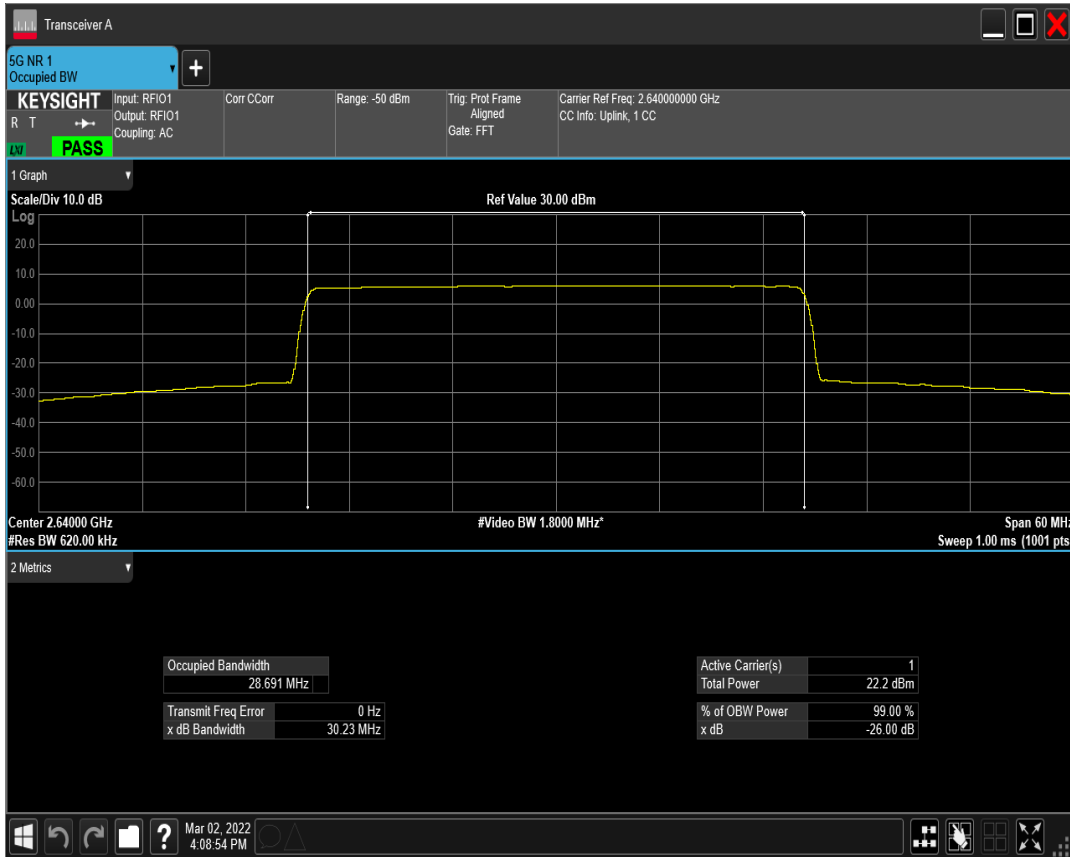 Transceiver A
5G NR 1
Occupied BW
KEYSIGHT
R T
LXI
PASS
Input: RFIO1
Output: RFIO1
Coupling: AC
Corr CCorr
Range: -50 dBm
Trig: Prot Frame
Aligned
Gate: FFT
Carrier Ref Freq: 2.640000000 GHz
CC Info: Uplink, 1 CC
1 Graph
Scale/Div 10.0 dB
Ref Value 30.00 dBm
Log
20.0
10.0
0.00
-10.0
-20.0
-30.0
-40.0
-50.0
-60.0
Center 2.64000 GHz
#Video BW 1.8000 MHz*
Span 60 MHz
#Res BW 620.00 kHz
Sweep 1.00 ms (1001 pts
2 Metrics
Occupied Bandwidth
28.691 MHz
Transmit Freq Error 0 Hz
x dB Bandwidth 30.23 MHz
Active Carrier(s) 1
Total Power 22.2 dBm
% of OBW Power 99.00 %
x dB -26.00 dB
?
Mar 02, 2022
4:08:54 PM